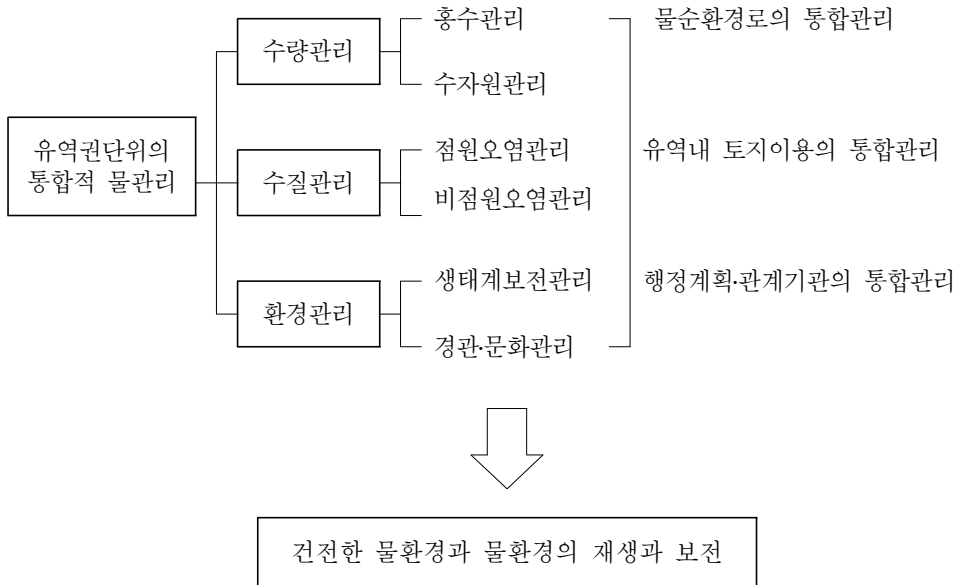 홍수관리
물순환경로의 통합관리
수량관리
수자원관리
유역권단위의
통합적 물관리
점원오염관리
유역내 토지이용의 통합관리
수질관리
비점원오염관리
생태계보전관리
행정계획·관계기관의 통합관리
환경관리
경관·문화관리
건전한 물환경과 물환경의 재생과 보전